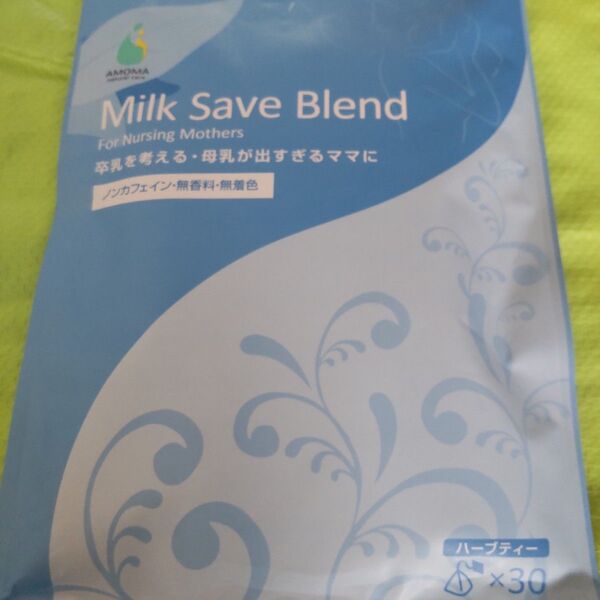 AMOMA
natural care
Milk Save Blend
For Nursing Mothers
卒乳を考える・母乳が出すぎるママに
ノンカフェイン・無香料・無着色
ハーブティー
×30